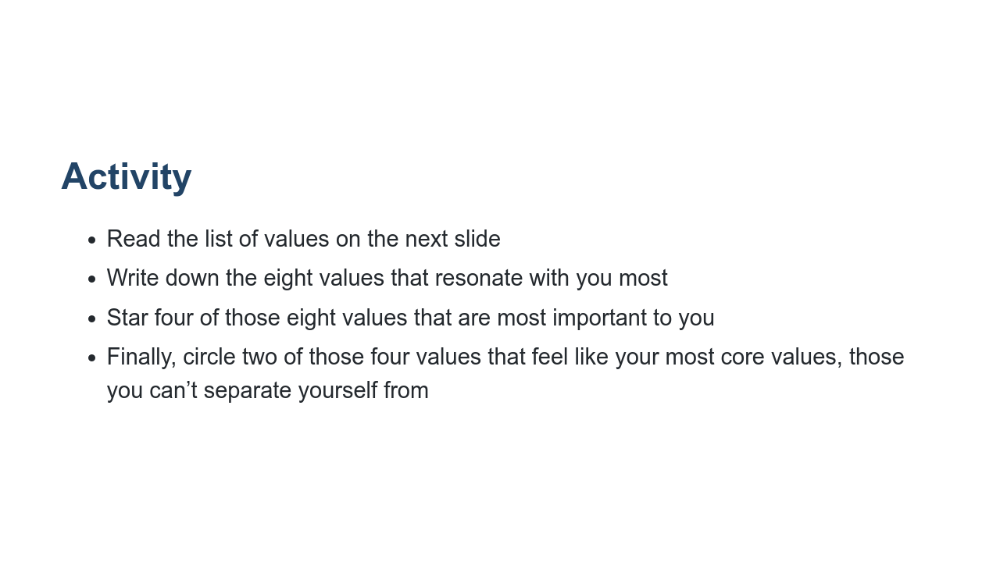 Activity
• Read the list of values on the next slide
• Write down the eight values that resonate with you most
• Star four of those eight values that are most important to you
• Finally, circle two of those four values that feel like your most core values, those
you can’t separate yourself from